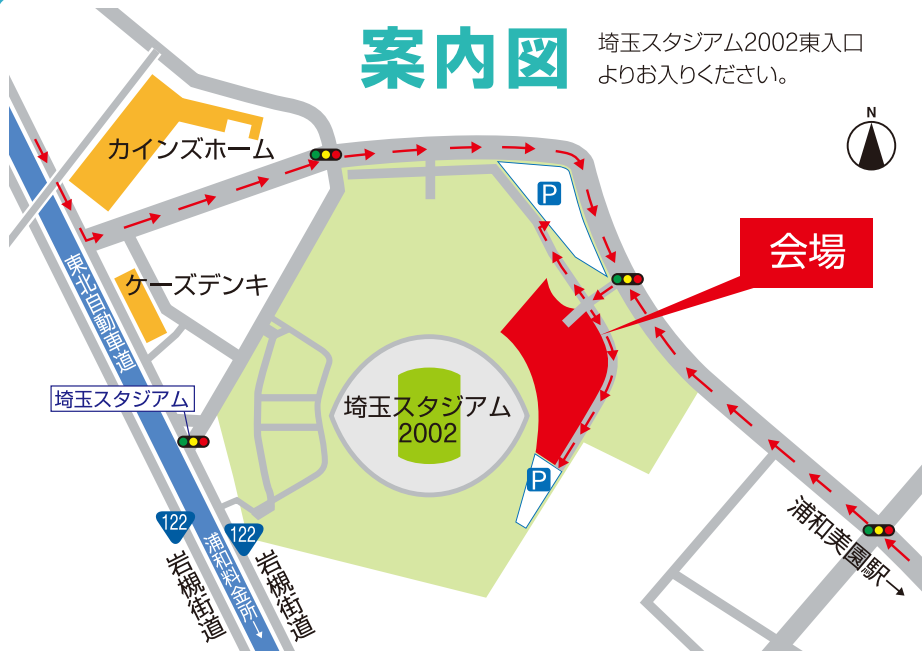 案内図
埼玉スタジアム2002東入口
よりお入りください。
N
カインズホーム
P
会場
東北自動車道
ケーズデンキ
埼玉スタジアム
埼玉スタジアム
2002
P
122
岩槻街道
122
岩槻街道
浦和料金所→
浦和美園駅→